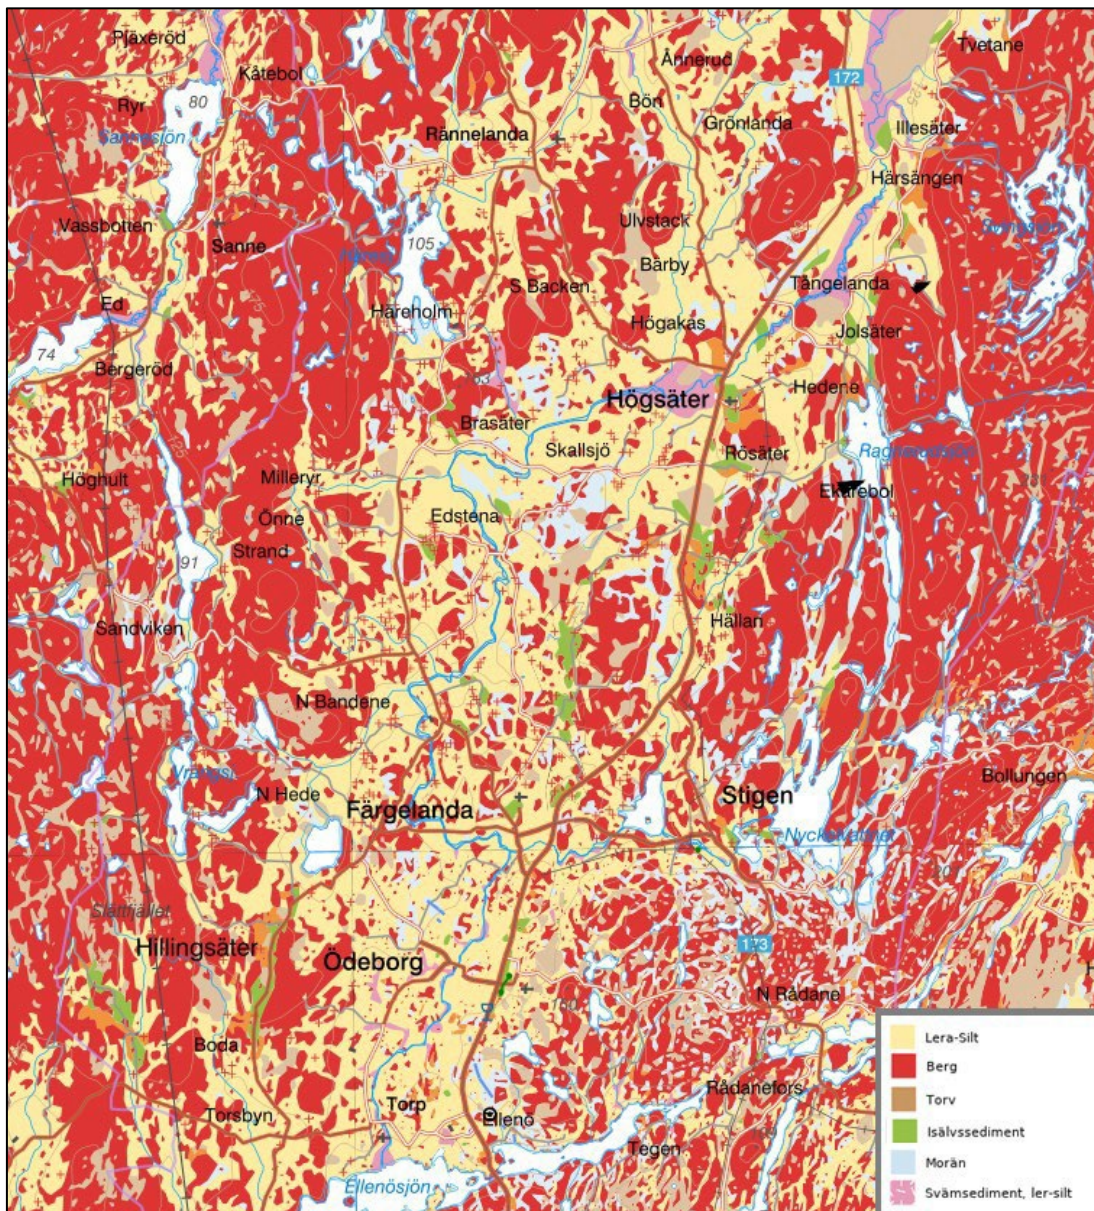 Pjäxeröd
Tvetane
Ånnerud
Kåtebol
172
Ryr
80
Bön
Grönlanda
Sannesjön
Rännelanda
Illesäter
Härsängen
Vassbotten
Sanne
105
Ulvstack
Bärby
S Backen
Tångelanda
Ed
Häreholm
Högakas
Jolsäter
74
Bergeröd
Högsäter
Hedene
Brasäter
Skallsjö
Rösäter
Höghult
Milleryr
Ekarebol
Önne
Edstena
Strand
91
Sandviken
Hällan
N Bandene
Bollungen
Stigen
N Hede
Färgelanda
Hillingsäter
Ödeborg
173
N Rådane
Boda
Rådanefors
Torsbyn
Torp
Ellenö
Tegen
Ellenösjön
Lera-Silt
Berg
Torv
Isälvssediment
Morän
Svämsediment, ler-silt